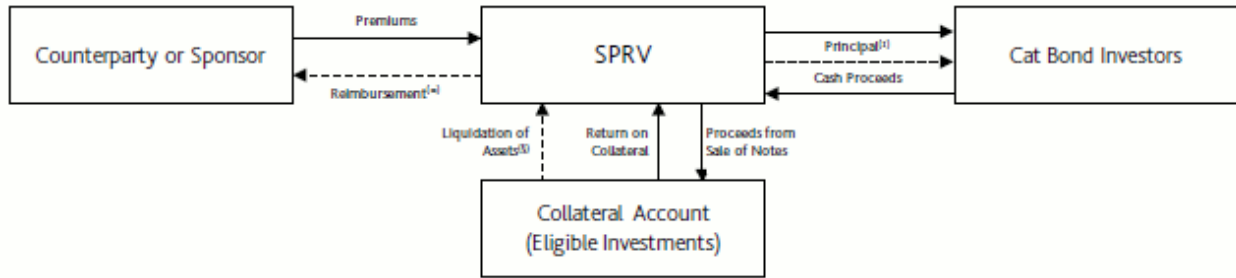 Premiums
Counterparty or Sponsor
SPRV
Principal
Cat Bond Investors
Reimbursement
Cash Proceeds
Liquidation of
Assets
Return on
Collateral
Proceeds from
Sale of Notes
Collateral Account
(Eligible Investments)